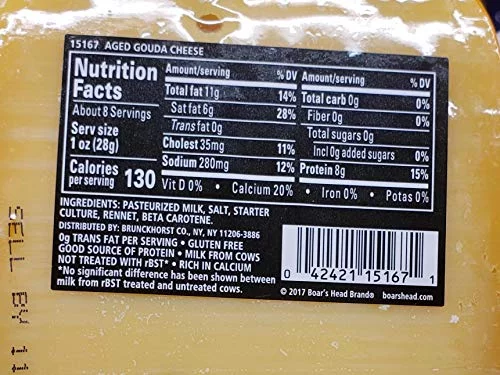 15167 AGED GOUDA CHEESE
Nutrition Facts
About 8 Servings
Serv size
1 oz (28g)
Calories per serving 130
Amount/serving % DV
Total fat 11g 14%
Sat fat 6g 28%
Trans fat 0g
Cholest 35mg 11%
Sodium 280mg 12%
Amount/serving % DV
Total carb 0g 0%
Fiber 0g 0%
Total sugars 0g
Incl 0g added sugars 0%
Protein 8g 15%
Vit D 0% • Calcium 20% • Iron 0% • Potas 0%
INGREDIENTS: PASTEURIZED MILK, SALT, STARTER
CULTURE, RENNET, BETA CAROTENE.
DISTRIBUTED BY: BRUNCKHORST CO., NY, NY 11206-3886
0g TRANS FAT PER SERVING • GLUTEN FREE
GOOD SOURCE OF PROTEIN • MILK FROM COWS
NOT TREATED WITH rBST* • RICH IN CALCIUM
*No significant difference has been shown between
milk from rBST treated and untreated cows.
0 42421 15167 1
© 2017 Boar's Head Brand® boarshead.com